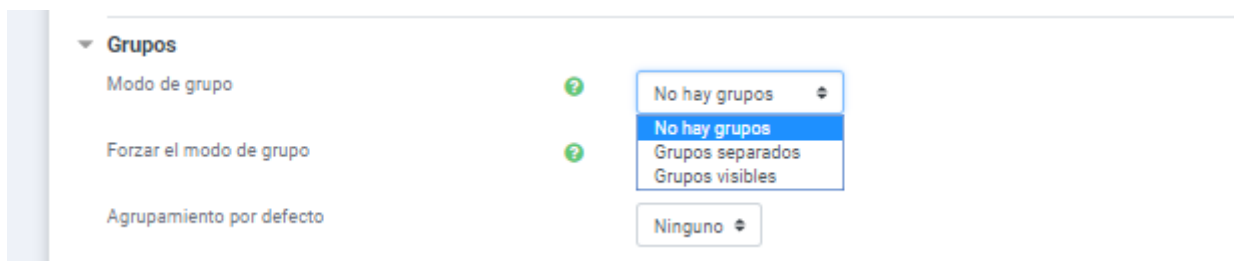 Grupos
Modo de grupo
No hay grupos
No hay grupos
Grupos separados
Grupos visibles
Forzar el modo de grupo
Agrupamiento por defecto
Ninguno